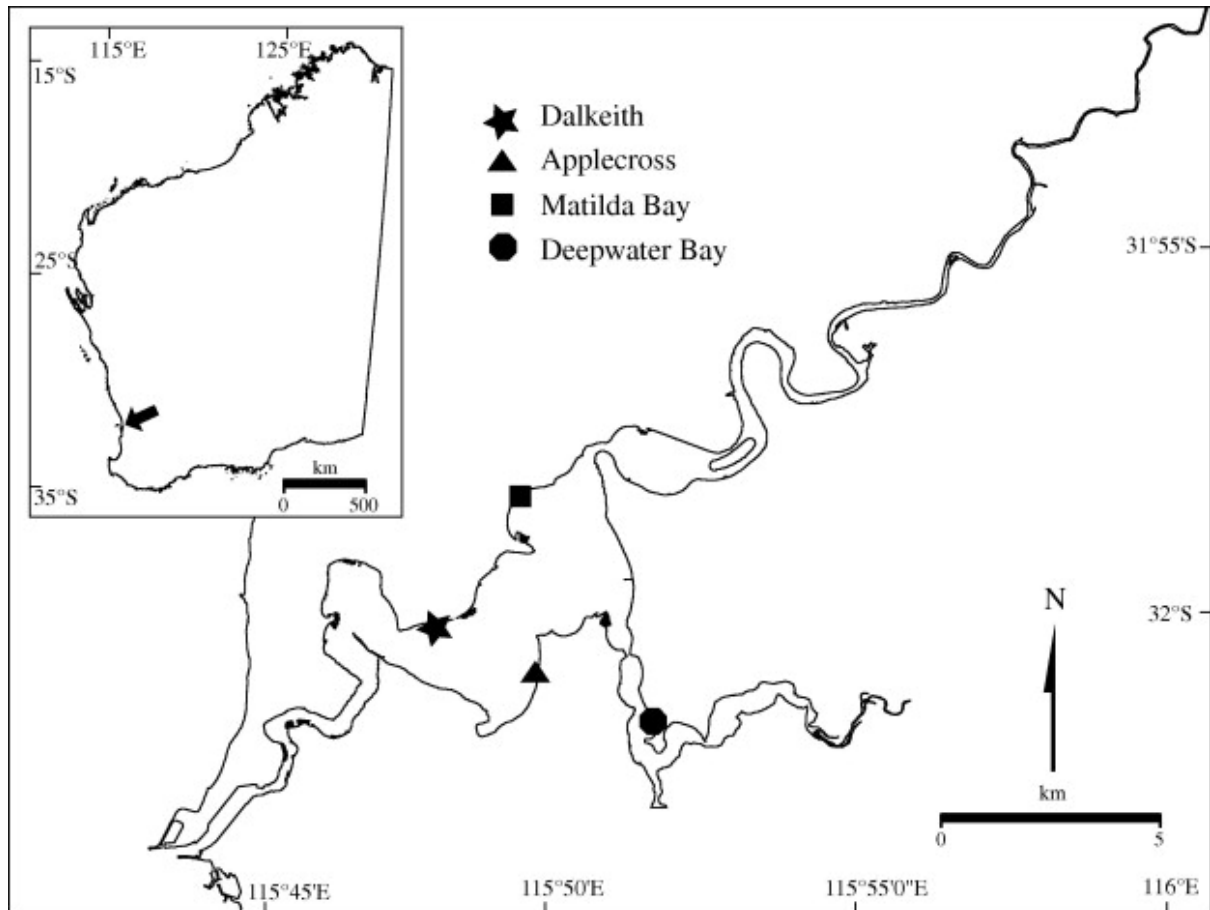 115°E 125°E
15°S
25°S
35°S
km
0 500
Dalkeith
Applecross
Matilda Bay
Deepwater Bay
31°55'S
32°S
N
km
0 5
115°45'E 115°50'E 115°55'0"E 116°E